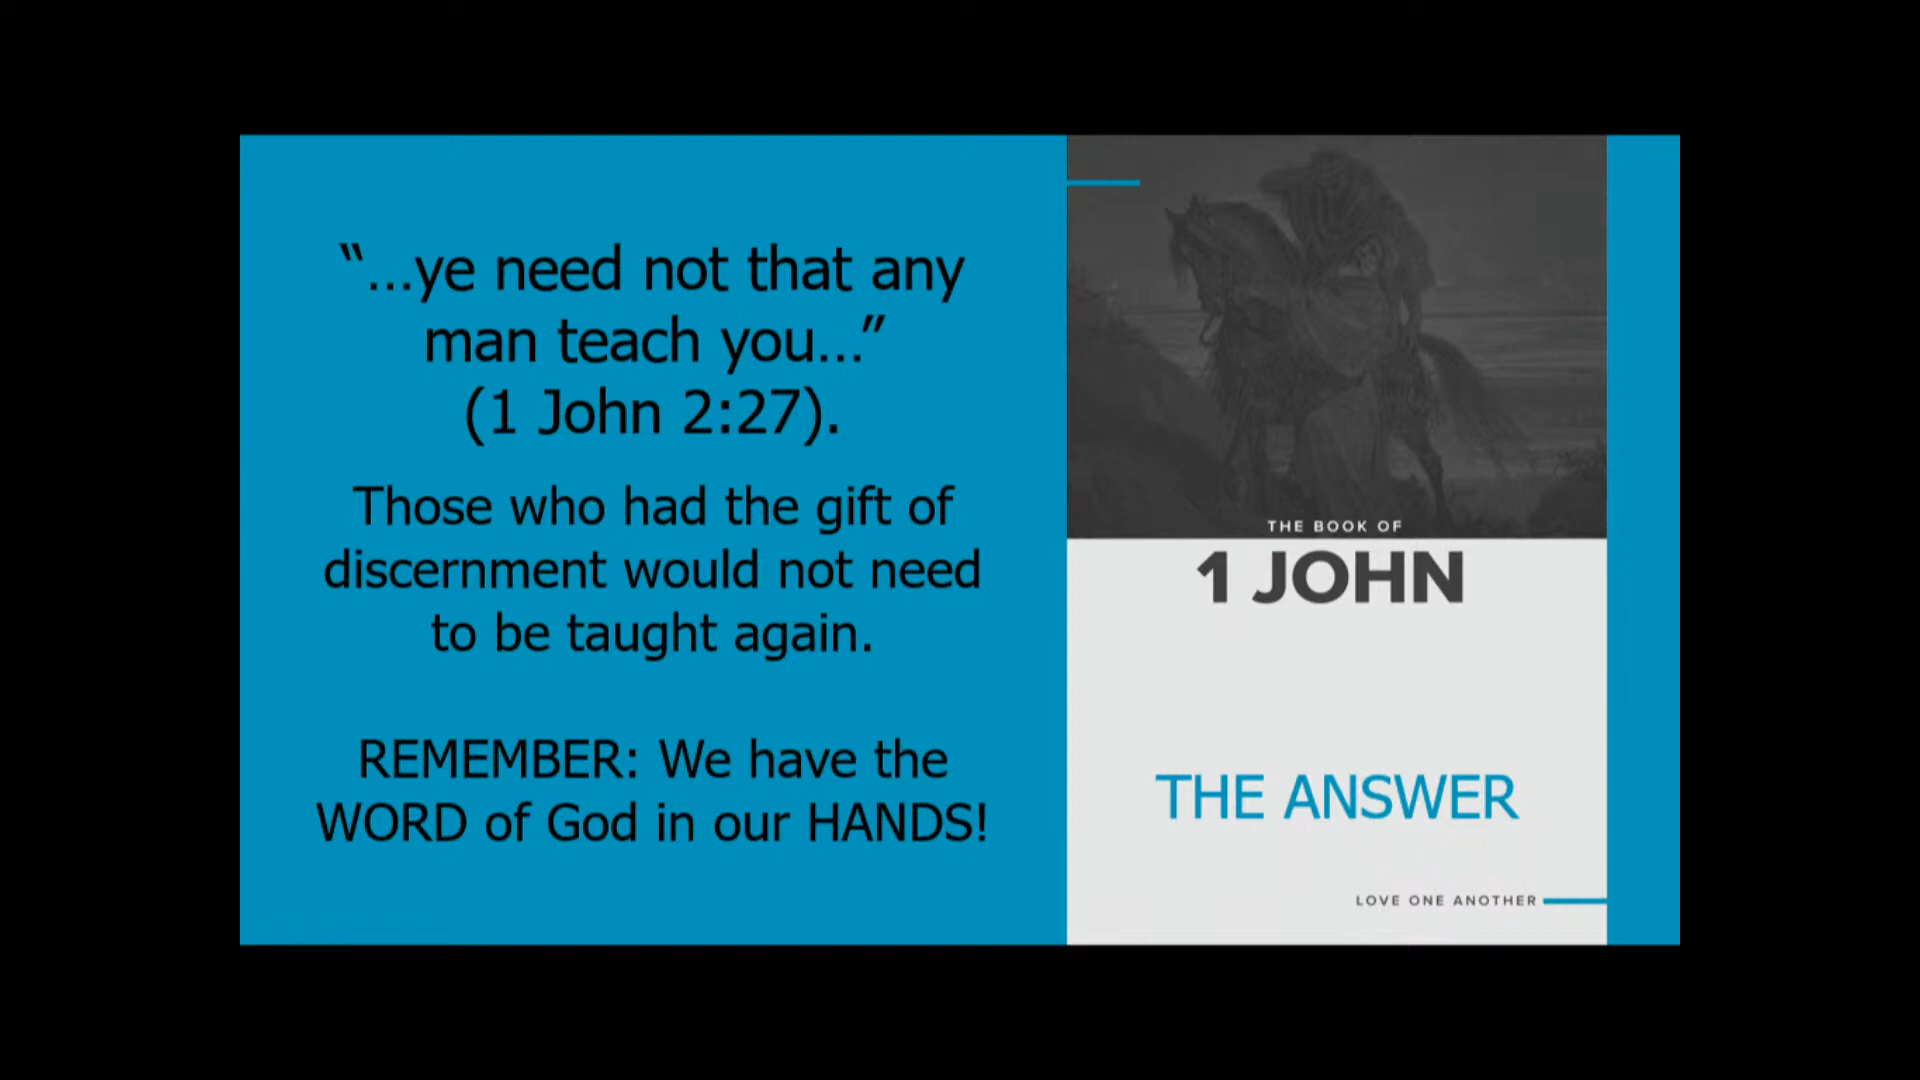 “...ye need not that any
man teach you...”
(1 John 2:27).
Those who had the gift of
discernment would not need
to be taught again.
REMEMBER: We have the
WORD of God in our HANDS!
THE BOOK OF
1 JOHN
THE ANSWER
LOVE ONE ANOTHER